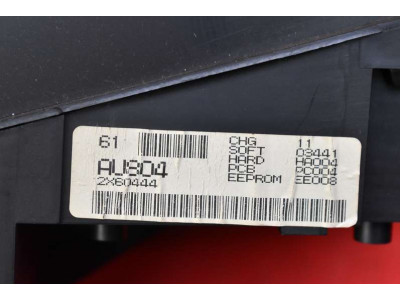 61 CHG 11
SOFT 03441
AU804 HARD HA004
2X60444 PCB PC004
EEPROM EE008